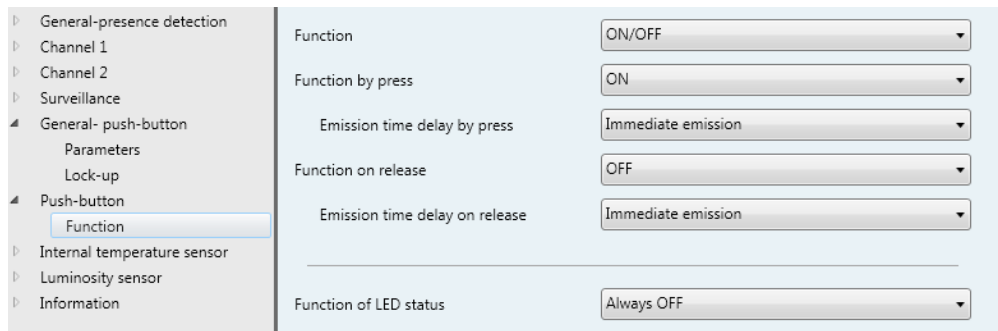 General-presence detection
Channel 1
Channel 2
Surveillance
General- push-button
Parameters
Lock-up
Push-button
Function
Internal temperature sensor
Luminosity sensor
Information
Function ON/OFF
Function by press ON
Emission time delay by press Immediate emission
Function on release OFF
Emission time delay on release Immediate emission
Function of LED status Always OFF